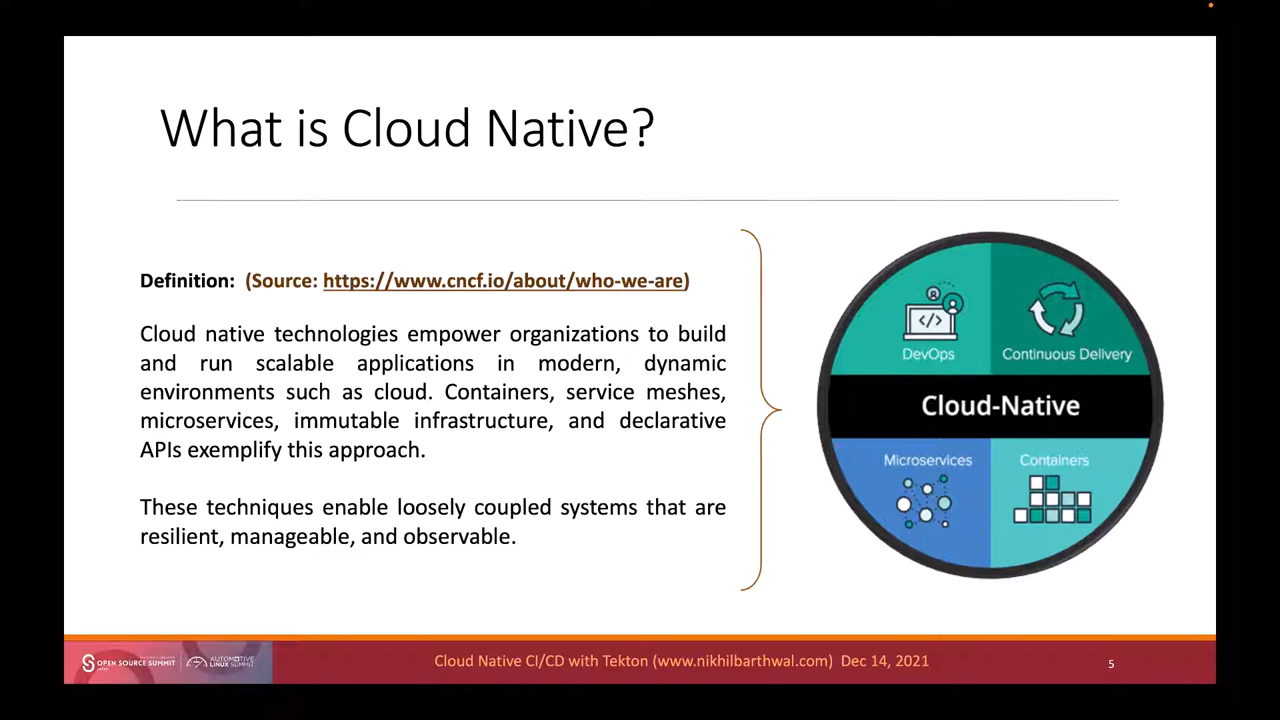 What is Cloud Native?
Definition: (Source: https://www.cncf.io/about/who-we-are)
Cloud native technologies empower organizations to build
and run scalable applications in modern, dynamic
environments such as cloud. Containers, service meshes,
microservices, immutable infrastructure, and declarative
APIs exemplify this approach.
These techniques enable loosely coupled systems that are
resilient, manageable, and observable.
</>
DevOps
Continuous Delivery
Cloud-Native
Microservices
Containers
OPEN SOURCE SUMMIT
AUTOMOTIVE
LINUX SUMMIT
Cloud Native CI/CD with Tekton (www.nikhilbarthwal.com) Dec 14, 2021
5